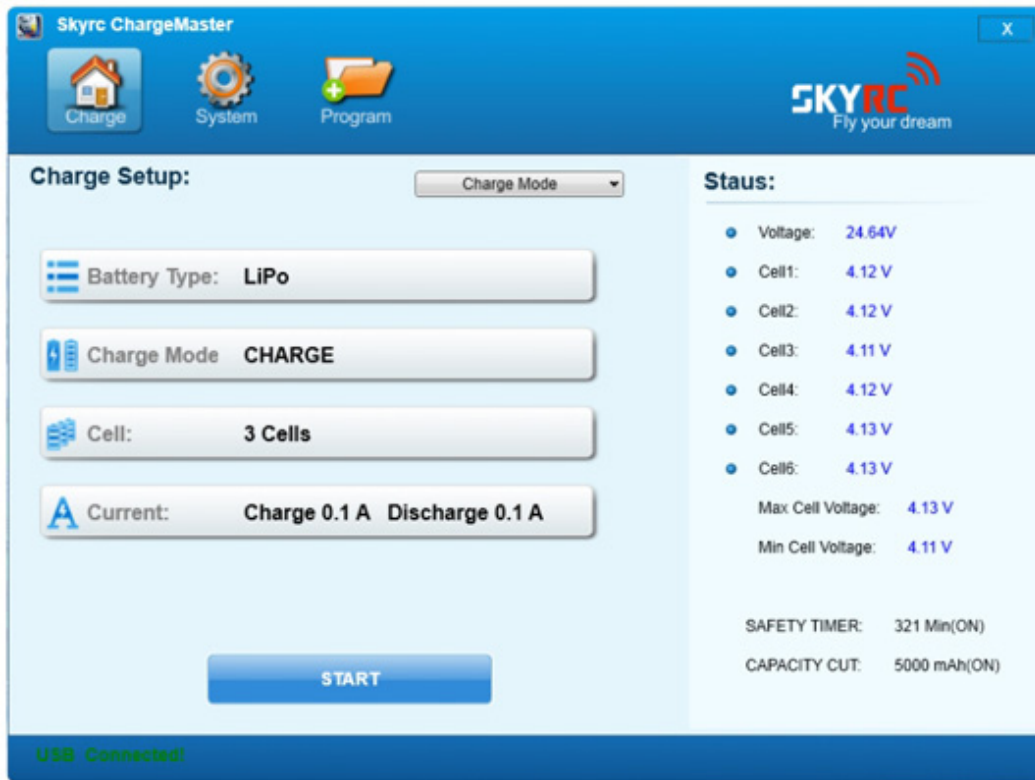 Skyrc ChargeMaster
X
Charge
System
Program
SKYRC
Fly your dream
Charge Setup:
Charge Mode
Battery Type: LiPo
Charge Mode CHARGE
Cell: 3 Cells
Current: Charge 0.1 A Discharge 0.1 A
START
Staus:
Voltage: 24.64V
Cell1: 4.12 V
Cell2: 4.12 V
Cell3: 4.11 V
Cell4: 4.12 V
Cell5: 4.13 V
Cell6: 4.13 V
Max Cell Voltage: 4.13 V
Min Cell Voltage: 4.11 V
SAFETY TIMER: 321 Min(ON)
CAPACITY CUT: 5000 mAh(ON)
USB Connected!